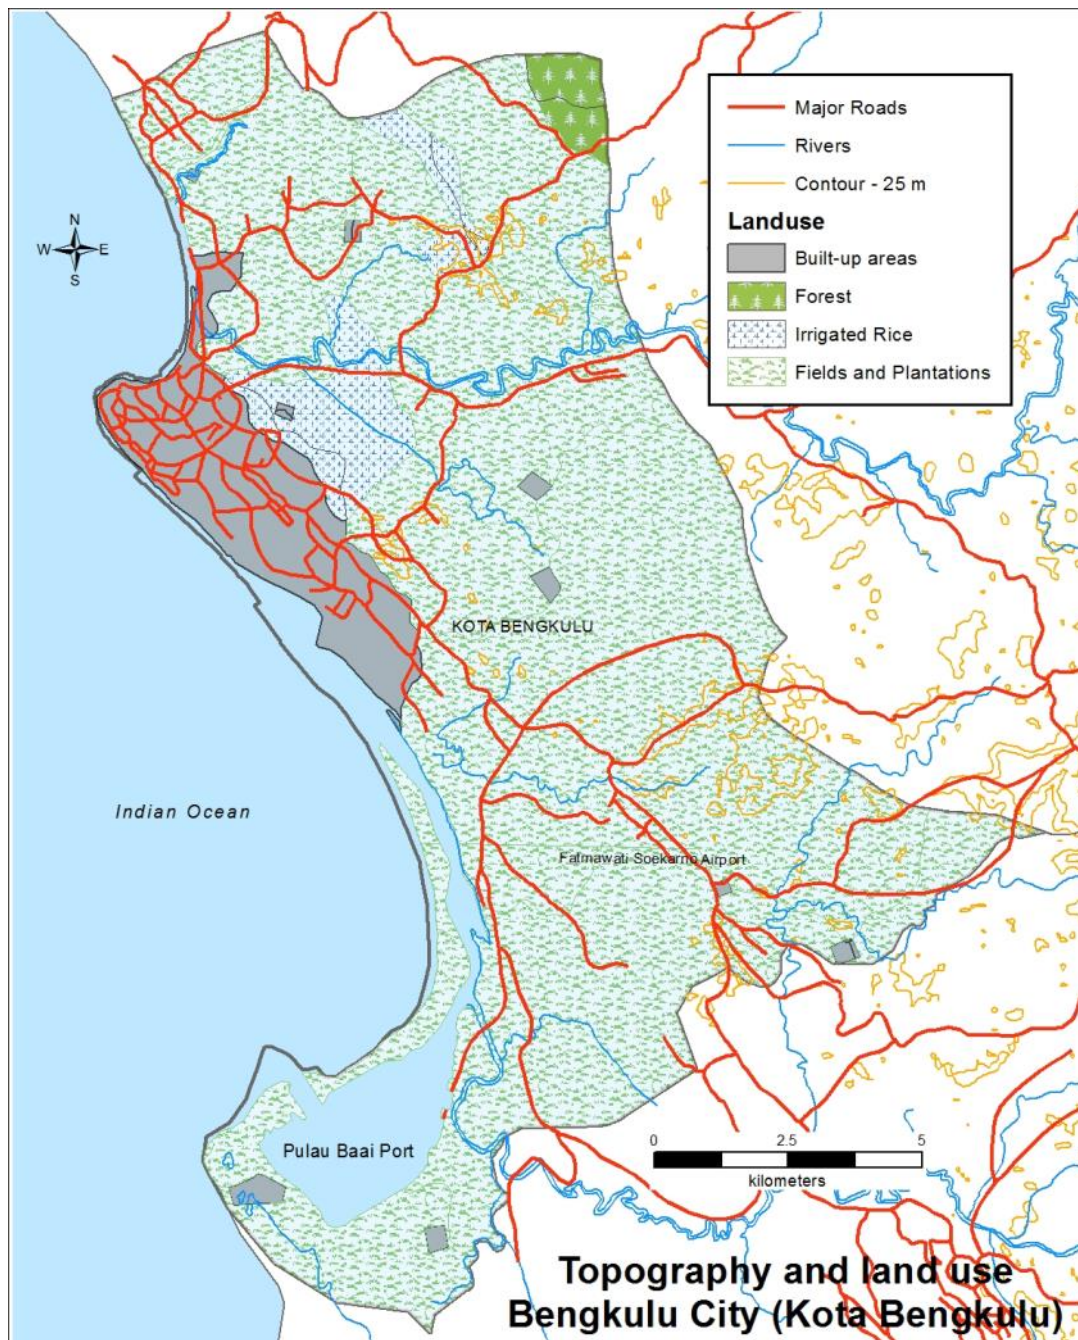 Major Roads
Rivers
Contour - 25 m
Landuse
Built-up areas
Forest
Irrigated Rice
Fields and Plantations
N
W E
S
KOTA BENGKULU
Indian Ocean
Fatmawati Soekarno Airport
Pulau Baai Port
0 2.5 5
kilometers
Topography and land use
Bengkulu City (Kota Bengkulu)